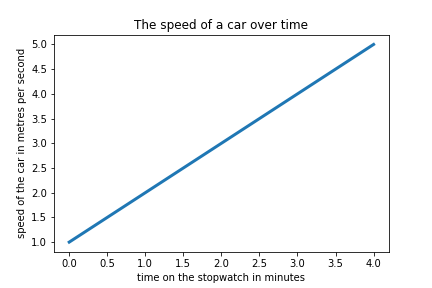 The speed of a car over time
speed of the car in metres per second
5.0
4.5
4.0
3.5
3.0
2.5
2.0
1.5
1.0
0.0 0.5 1.0 1.5 2.0 2.5 3.0 3.5 4.0
time on the stopwatch in minutes